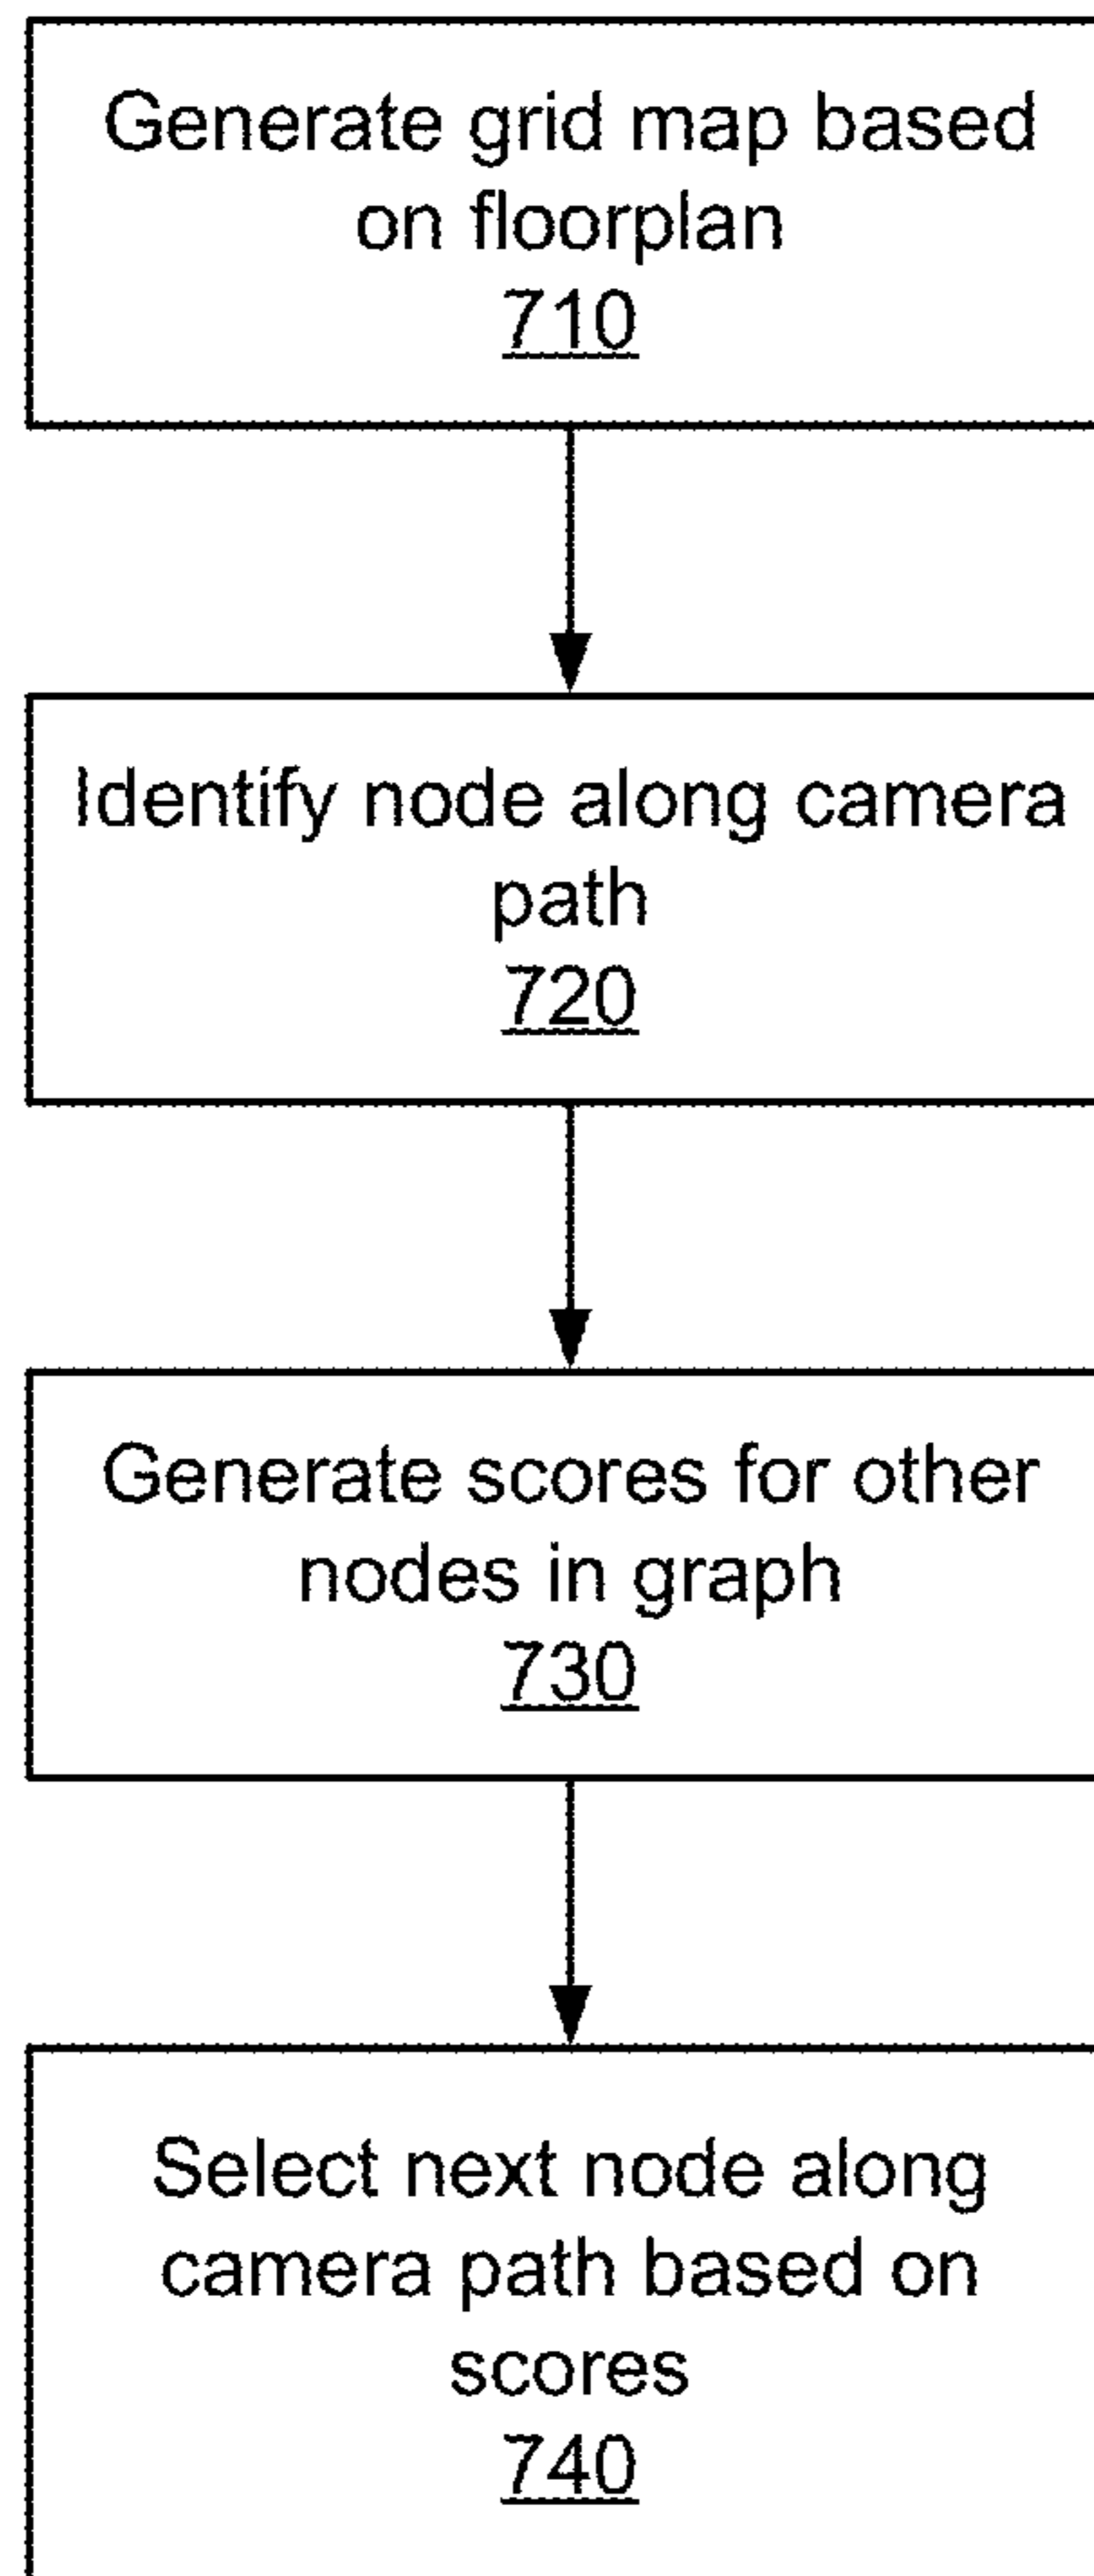 Generate grid map based
on floorplan
710
Identify node along camera
path
720
Generate scores for other
nodes in graph
730
Select next node along
camera path based on
scores
740